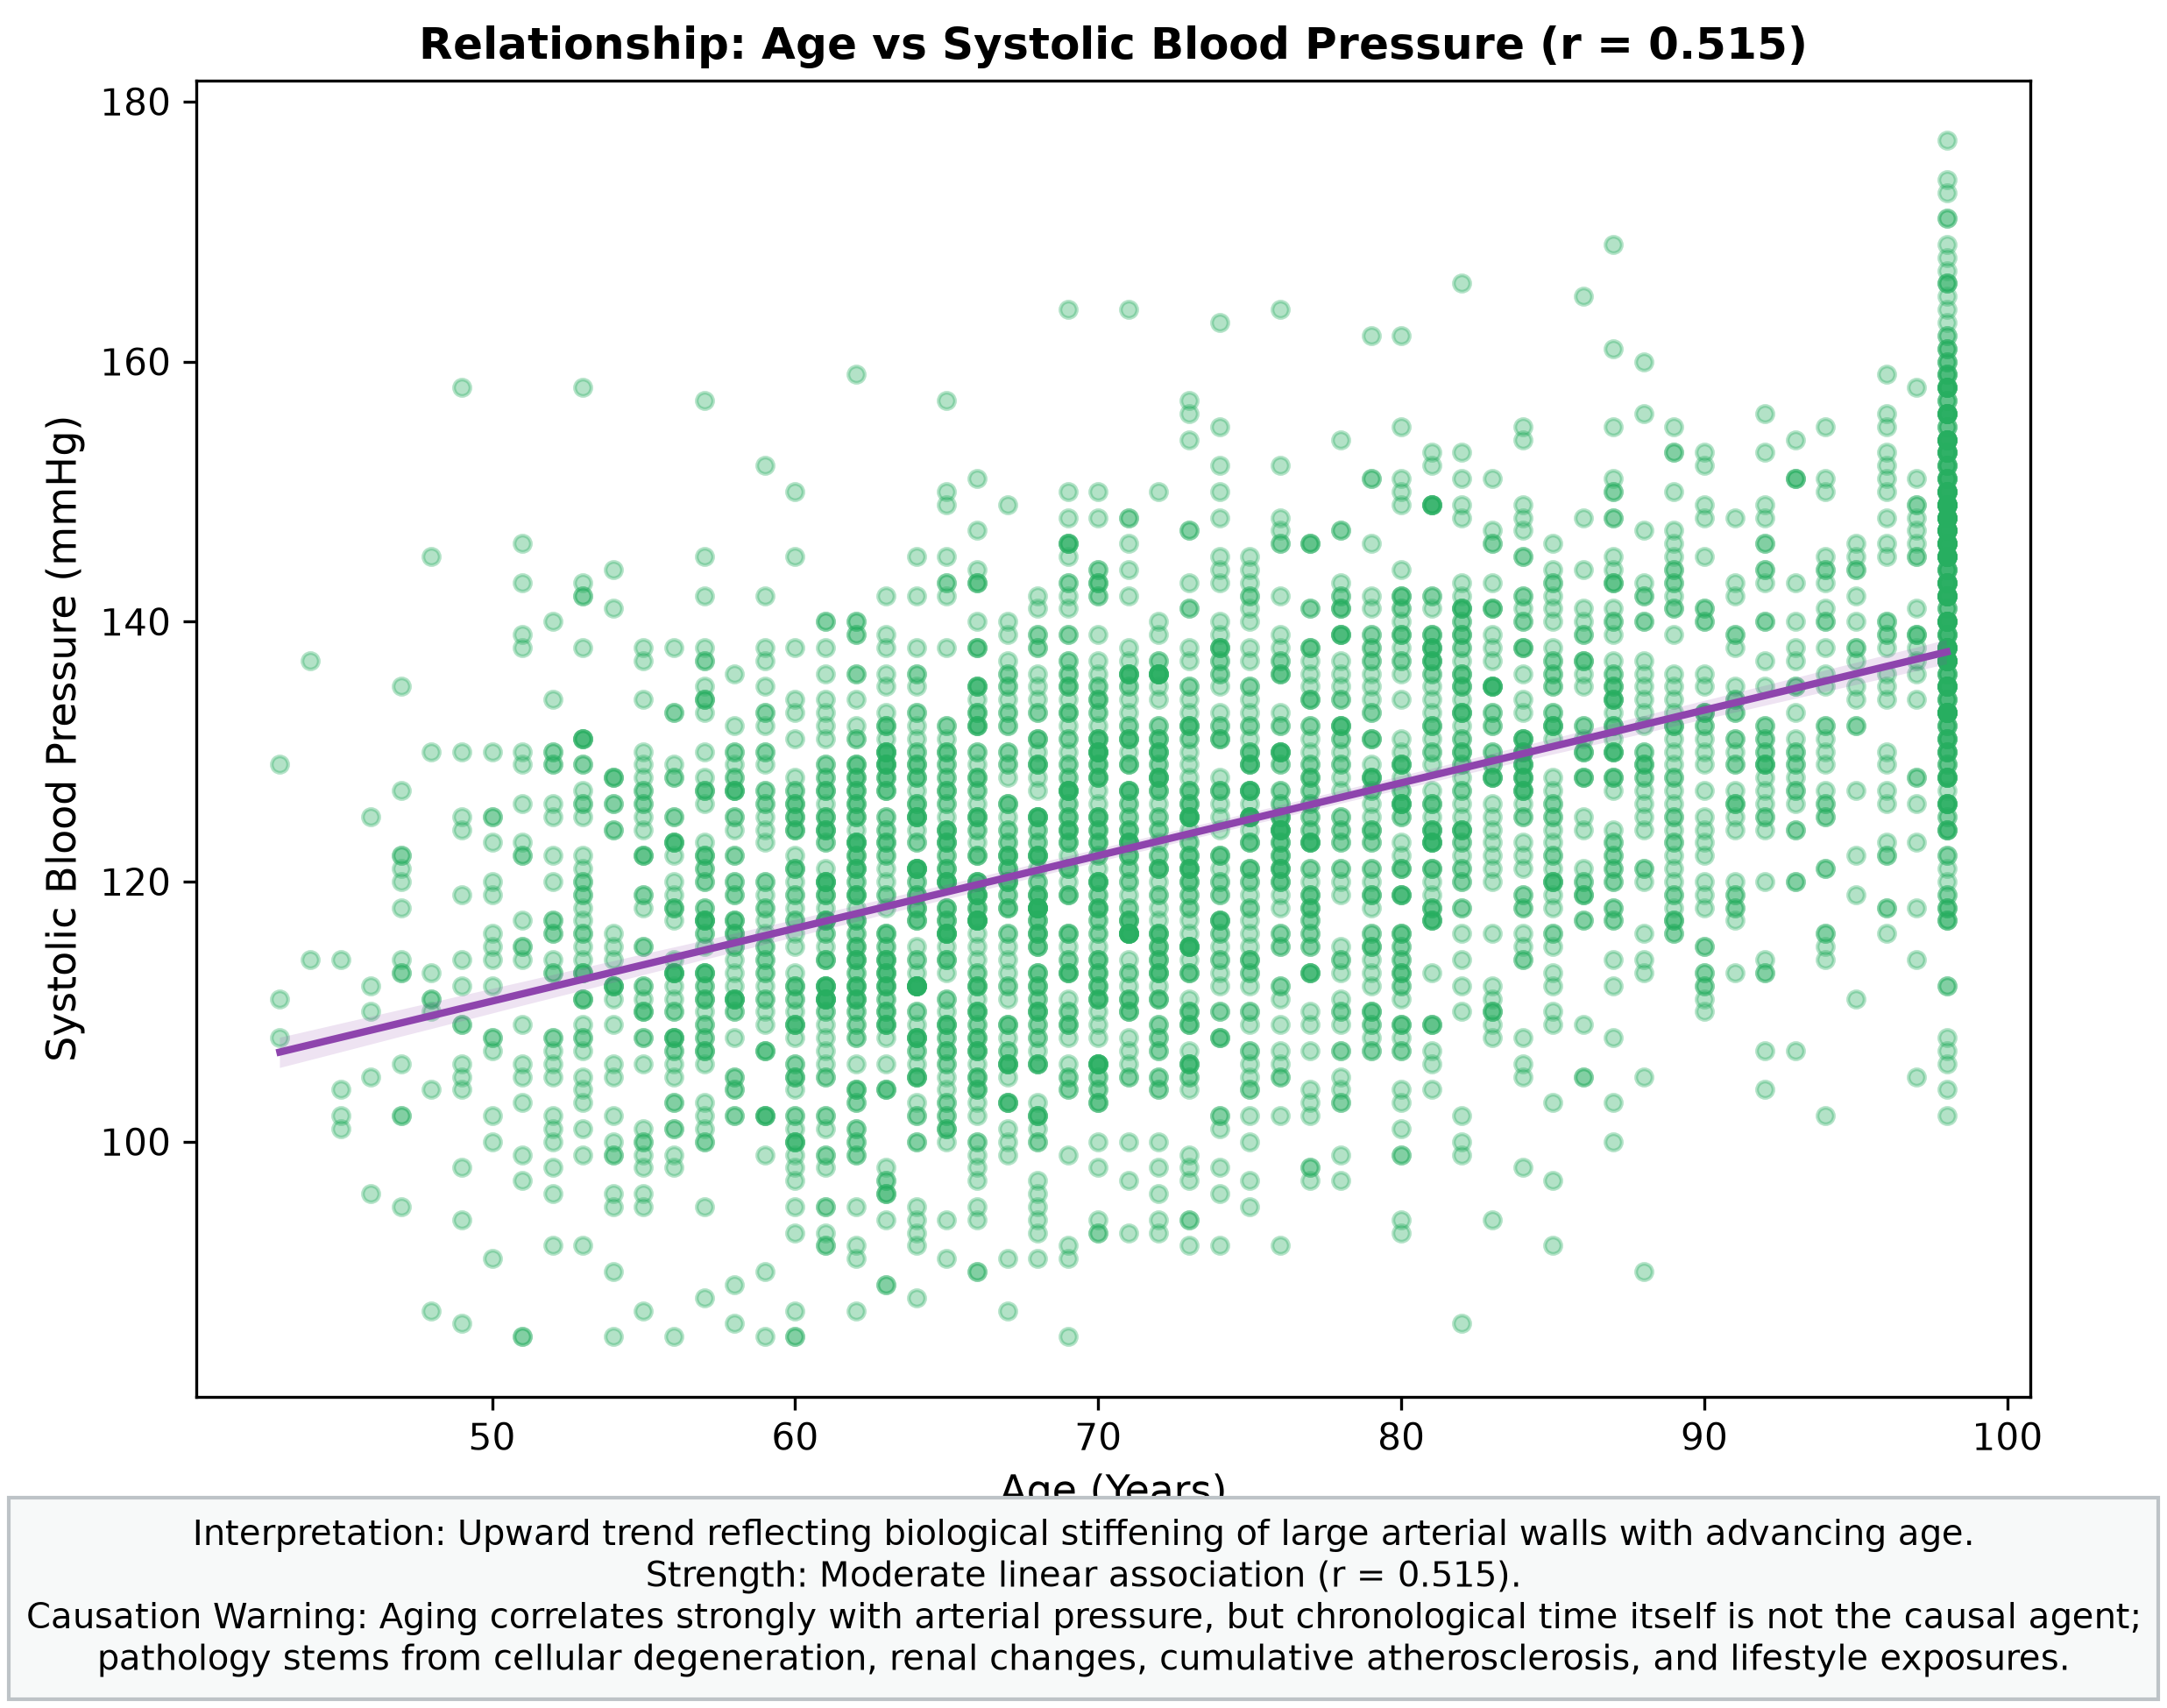 Relationship: Age vs Systolic Blood Pressure (r = 0.515)
Systolic Blood Pressure (mmHg)
180
160
140
120
100
50 60 70 80 90 100
Age (Years)
Interpretation: Upward trend reflecting biological stiffening of large arterial walls with advancing age.
Strength: Moderate linear association (r = 0.515).
Causation Warning: Aging correlates strongly with arterial pressure, but chronological time itself is not the causal agent;
pathology stems from cellular degeneration, renal changes, cumulative atherosclerosis, and lifestyle exposures.